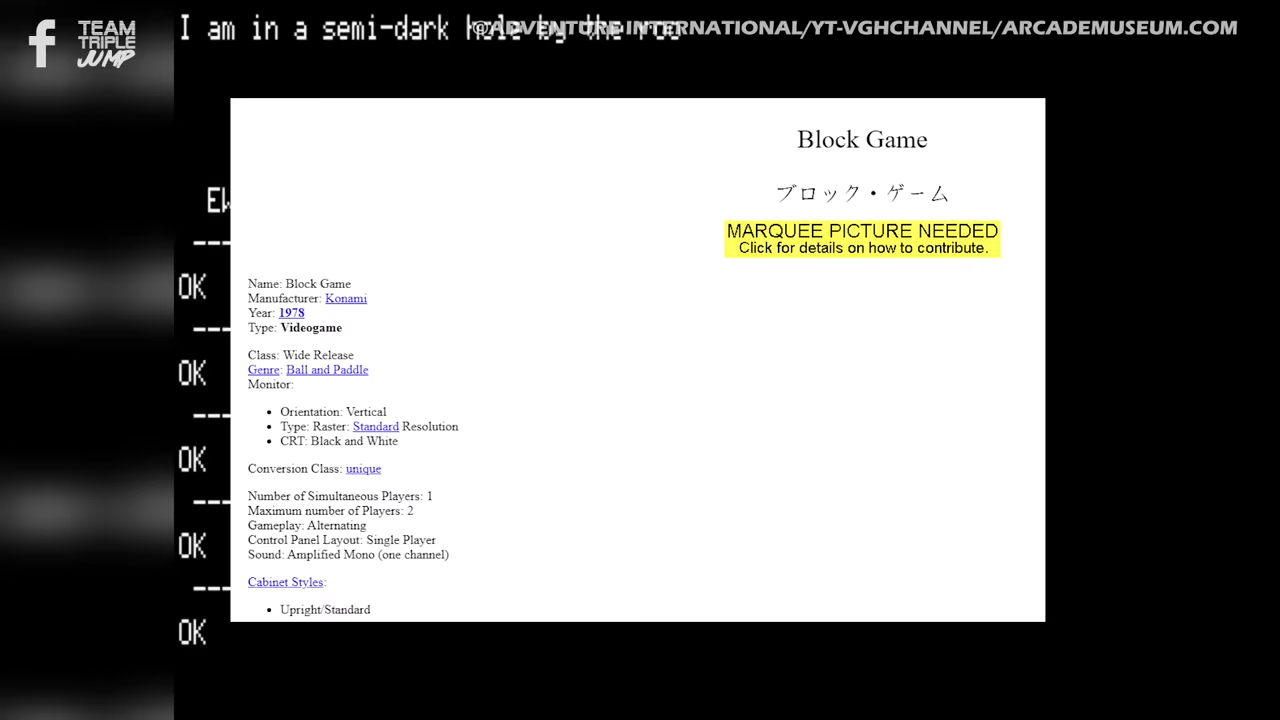 f TEAM
TRIPLE
JUMP
I am in a semi-dark hole by the roo
@ADVENTURE INTERNATIONAL/YT-VGHCHANNEL/ARCADEMUSEUM.COM
Block Game
ブロック・ゲーム
MARQUEE PICTURE NEEDED
Click for details on how to contribute.
Name: Block Game
Manufacturer: Konami
Year: 1978
Type: Videogame
Class: Wide Release
Genre: Ball and Paddle
Monitor:
Orientation: Vertical
Type: Raster: Standard Resolution
CRT: Black and White
Conversion Class: unique
Number of Simultaneous Players: 1
Maximum number of Players: 2
Gameplay: Alternating
Control Panel Layout: Single Player
Sound: Amplified Mono (one channel)
Cabinet Styles:
Upright/Standard
----
OK
----
OK
----
OK
----
OK
----
OK